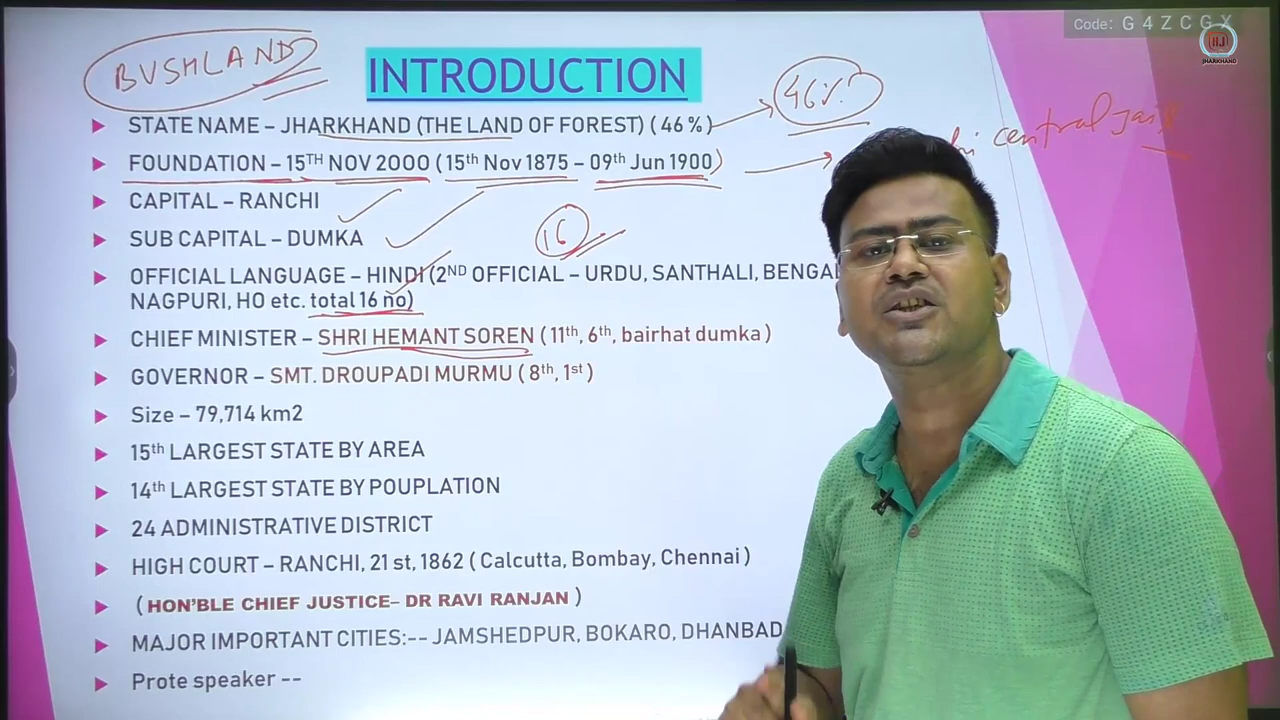 Code: G 4 Z C G X
JHARKHAND
BUSHLAND
INTRODUCTION
46%
STATE NAME – JHARKHAND (THE LAND OF FOREST) ( 46 %)
central Jail
FOUNDATION – 15TH NOV 2000 (15th Nov 1875 – 09th Jun 1900)
CAPITAL – RANCHI
SUB CAPITAL – DUMKA
16
OFFICIAL LANGUAGE – HINDI (2ND OFFICIAL – URDU, SANTHALI, BENGAL
NAGPURI, HO etc. total 16 no)
CHIEF MINISTER – SHRI HEMANT SOREN ( 11th, 6th, bairhat dumka )
GOVERNOR – SMT. DROUPADI MURMU ( 8th, 1st )
Size – 79,714 km2
15th LARGEST STATE BY AREA
14th LARGEST STATE BY POUPLATION
24 ADMINISTRATIVE DISTRICT
HIGH COURT – RANCHI, 21 st, 1862 ( Calcutta, Bombay, Chennai )
( HON'BLE CHIEF JUSTICE– DR RAVI RANJAN )
MAJOR IMPORTANT CITIES:-- JAMSHEDPUR, BOKARO, DHANBAD
Prote speaker --